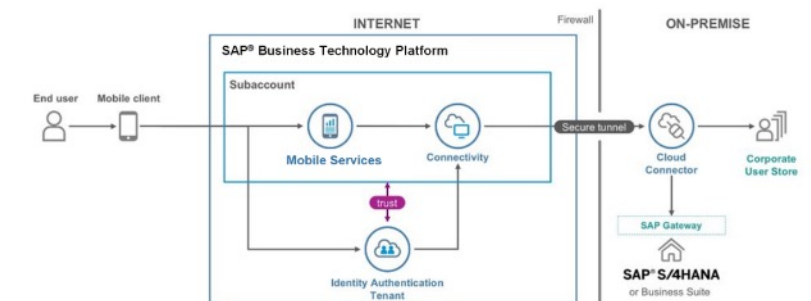 INTERNET
Firewall
ON-PREMISE
SAP® Business Technology Platform
Subaccount
End user
Mobile client
Mobile Services
Connectivity
Secure tunnel
Cloud
Connector
Corporate
User Store
trust
SAP Gateway
Identity Authentication
Tenant
SAP® S/4HANA
or Business Suite